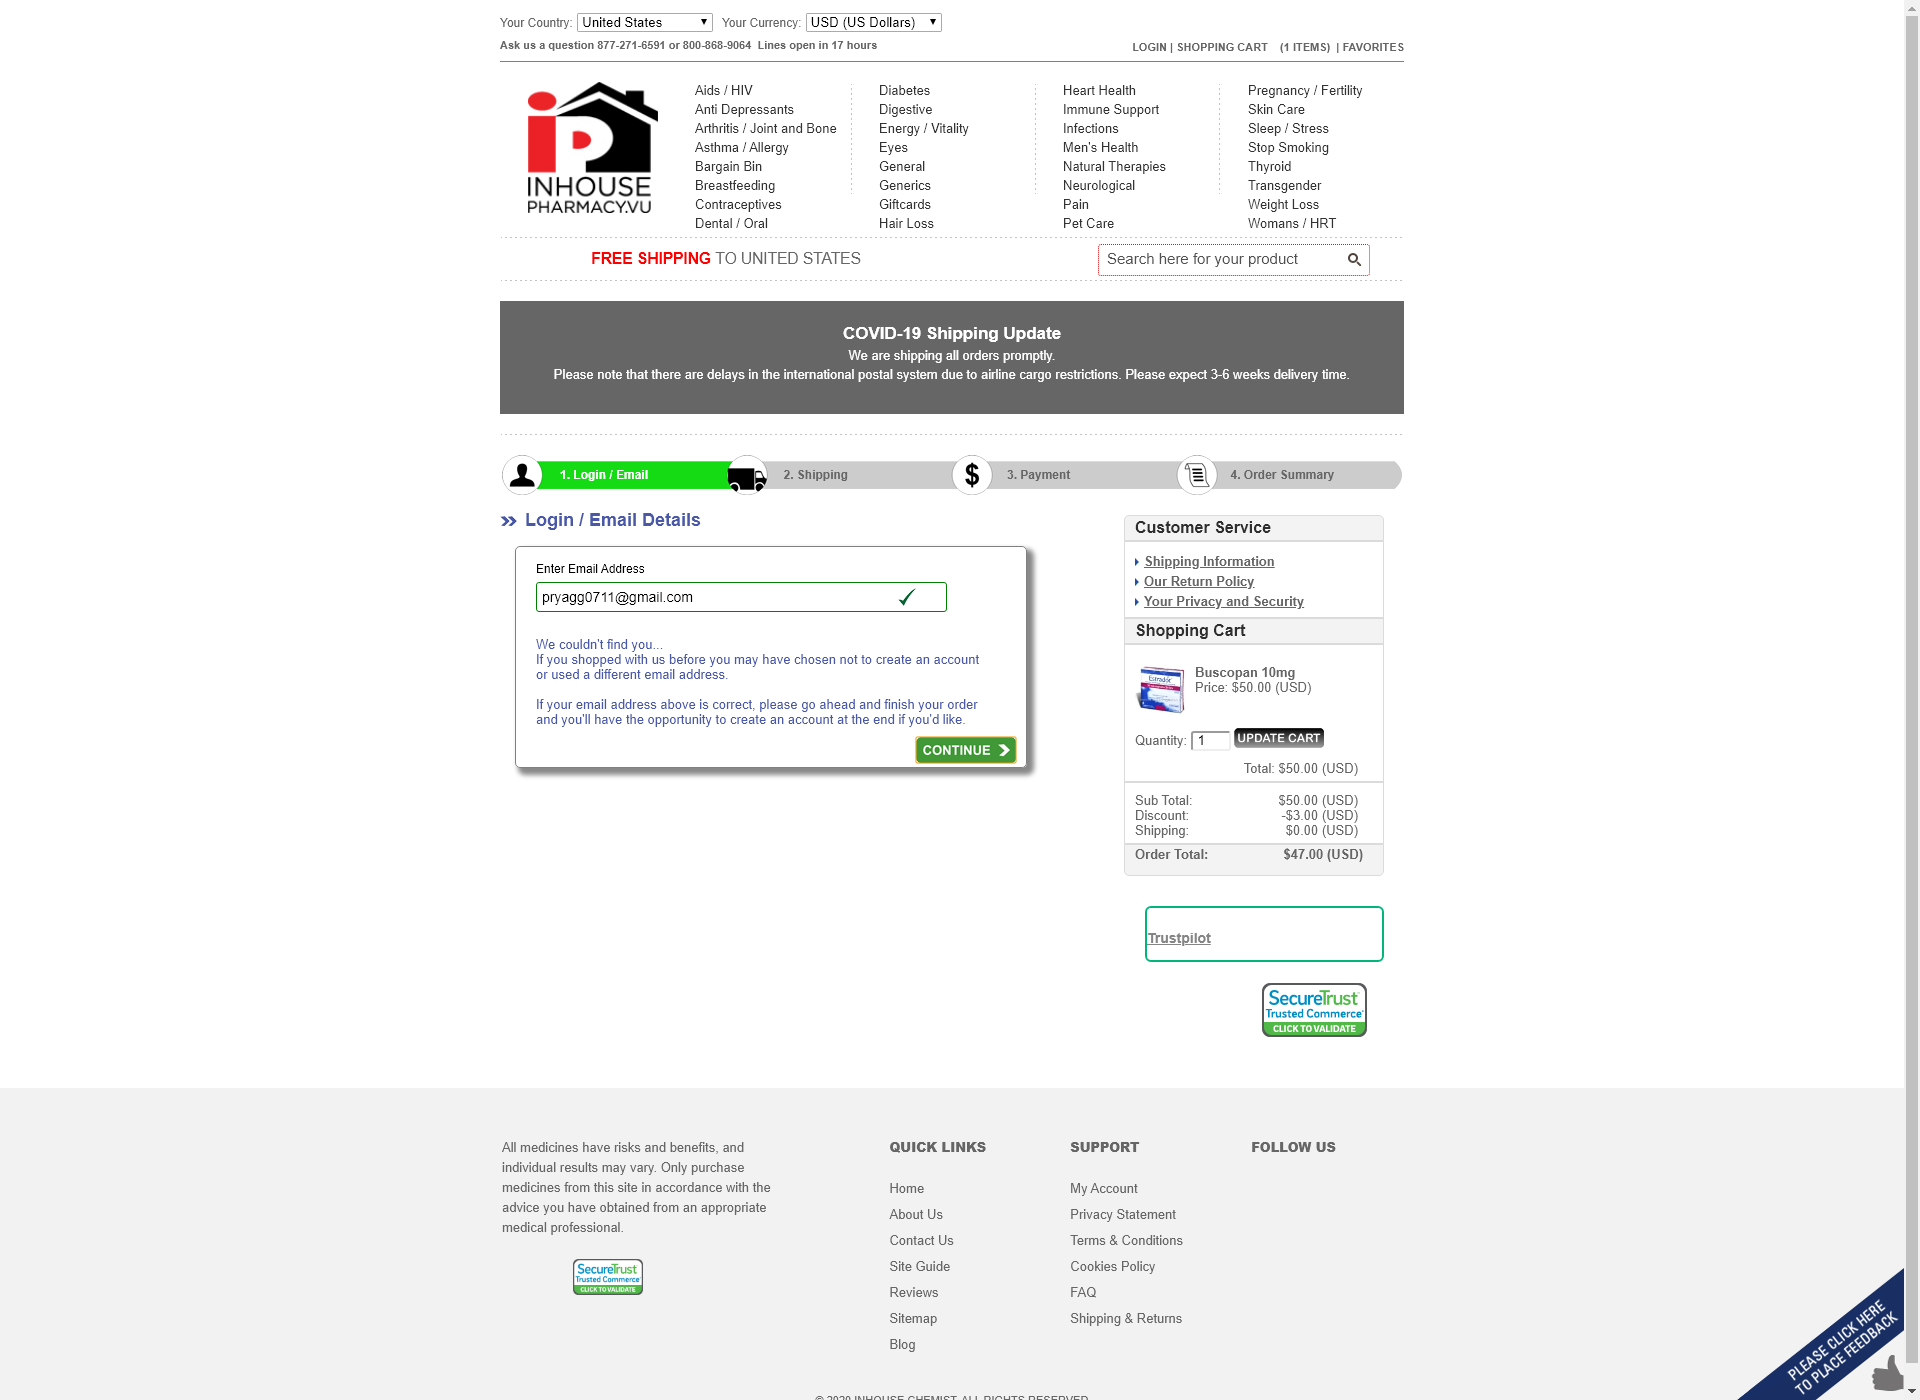 Your Country: United States Your Currency: USD (US Dollars)
Ask us a question 877-271-6591 or 800-868-9064 Lines open in 17 hours
LOGIN | SHOPPING CART (1 ITEMS) | FAVORITES
INHOUSE
PHARMACY.VU
Aids / HIV
Anti Depressants
Arthritis / Joint and Bone
Asthma / Allergy
Bargain Bin
Breastfeeding
Contraceptives
Dental / Oral
Diabetes
Digestive
Energy / Vitality
Eyes
General
Generics
Giftcards
Hair Loss
Heart Health
Immune Support
Infections
Men's Health
Natural Therapies
Neurological
Pain
Pet Care
Pregnancy / Fertility
Skin Care
Sleep / Stress
Stop Smoking
Thyroid
Transgender
Weight Loss
Womans / HRT
FREE SHIPPING TO UNITED STATES
Search here for your product
COVID-19 Shipping Update
We are shipping all orders promptly.
Please note that there are delays in the international postal system due to airline cargo restrictions. Please expect 3-6 weeks delivery time.
1. Login / Email
2. Shipping
$
3. Payment
4. Order Summary
Login / Email Details
Enter Email Address
pryagg0711@gmail.com
We couldn't find you...
If you shopped with us before you may have chosen not to create an account
or used a different email address.
If your email address above is correct, please go ahead and finish your order
and you'll have the opportunity to create an account at the end if you'd like.
CONTINUE
Customer Service
Shipping Information
Our Return Policy
Your Privacy and Security
Shopping Cart
Estradot
Buscopan 10mg
Price: $50.00 (USD)
Quantity: 1 UPDATE CART
Total: $50.00 (USD)
Sub Total: $50.00 (USD)
Discount: -$3.00 (USD)
Shipping: $0.00 (USD)
Order Total: $47.00 (USD)
Trustpilot
SecureTrust
Trusted Commerce
CLICK TO VALIDATE
All medicines have risks and benefits, and
individual results may vary. Only purchase
medicines from this site in accordance with the
advice you have obtained from an appropriate
medical professional.
SecureTrust
Trusted Commerce
CLICK TO VALIDATE
QUICK LINKS
Home
About Us
Contact Us
Site Guide
Reviews
Sitemap
Blog
SUPPORT
My Account
Privacy Statement
Terms & Conditions
Cookies Policy
FAQ
Shipping & Returns
FOLLOW US
PLEASE CLICK HERE
TO PLACE FEEDBACK
© 2020 INHOUSE CHEMIST. ALL RIGHTS RESERVED